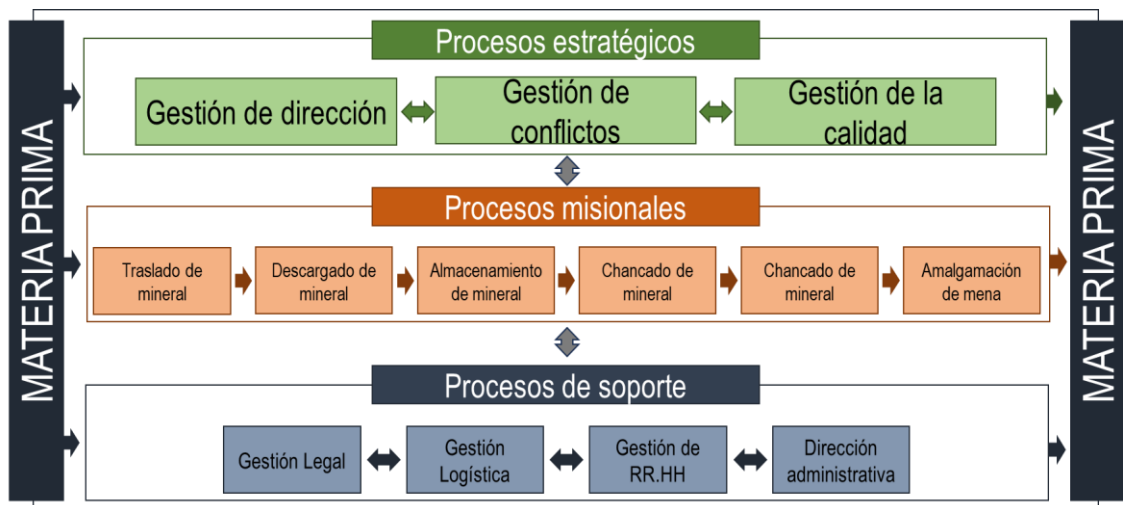 MATERIA PRIMA
Procesos estratégicos
Gestión de dirección
Gestión de
conflictos
Gestión de la
calidad
Procesos misionales
Traslado de
mineral
Descargado de
mineral
Almacenamiento
de mineral
Chancado de
mineral
Chancado de
mineral
Amalgamación
de mena
Procesos de soporte
Gestión Legal
Gestión
Logística
Gestión de
RR.HH
Dirección
administrativa
MATERIA PRIMA